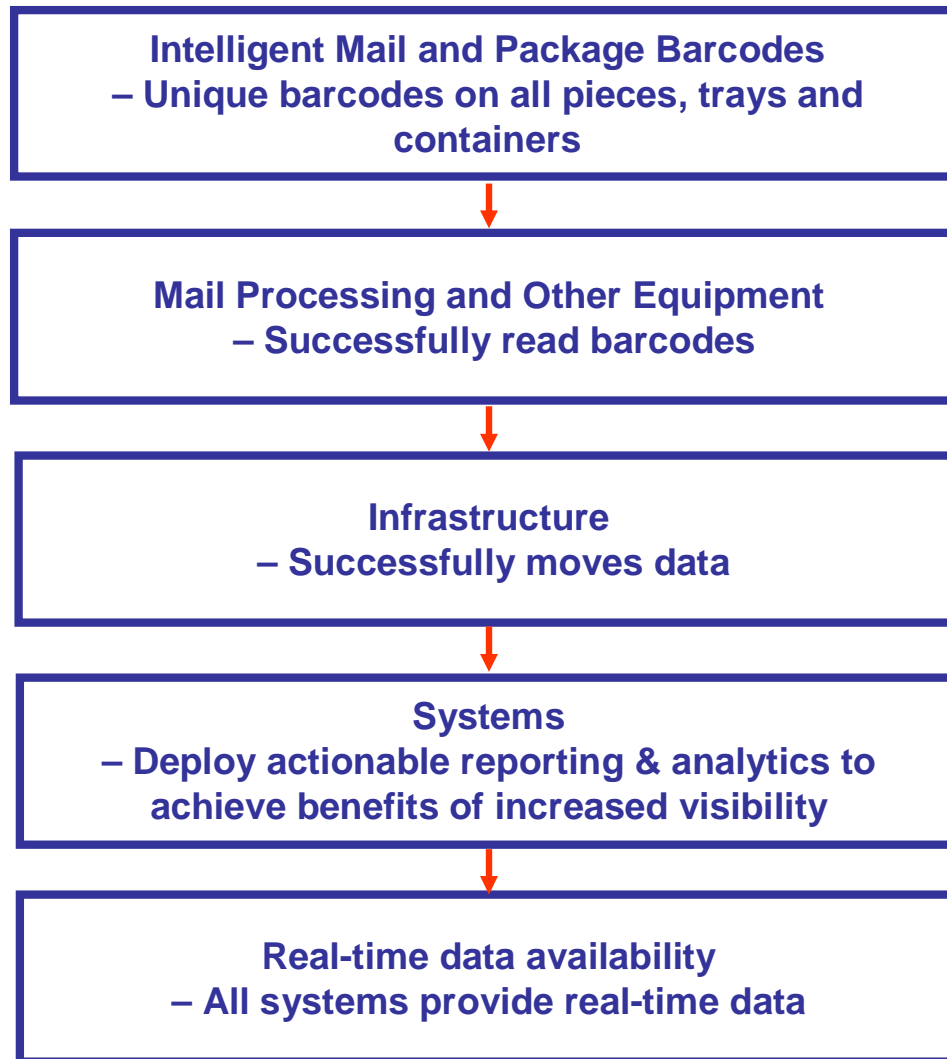 Intelligent Mail and Package Barcodes
– Unique barcodes on all pieces, trays and
containers
Mail Processing and Other Equipment
– Successfully read barcodes
Infrastructure
– Successfully moves data
Systems
– Deploy actionable reporting & analytics to
achieve benefits of increased visibility
Real-time data availability
– All systems provide real-time data